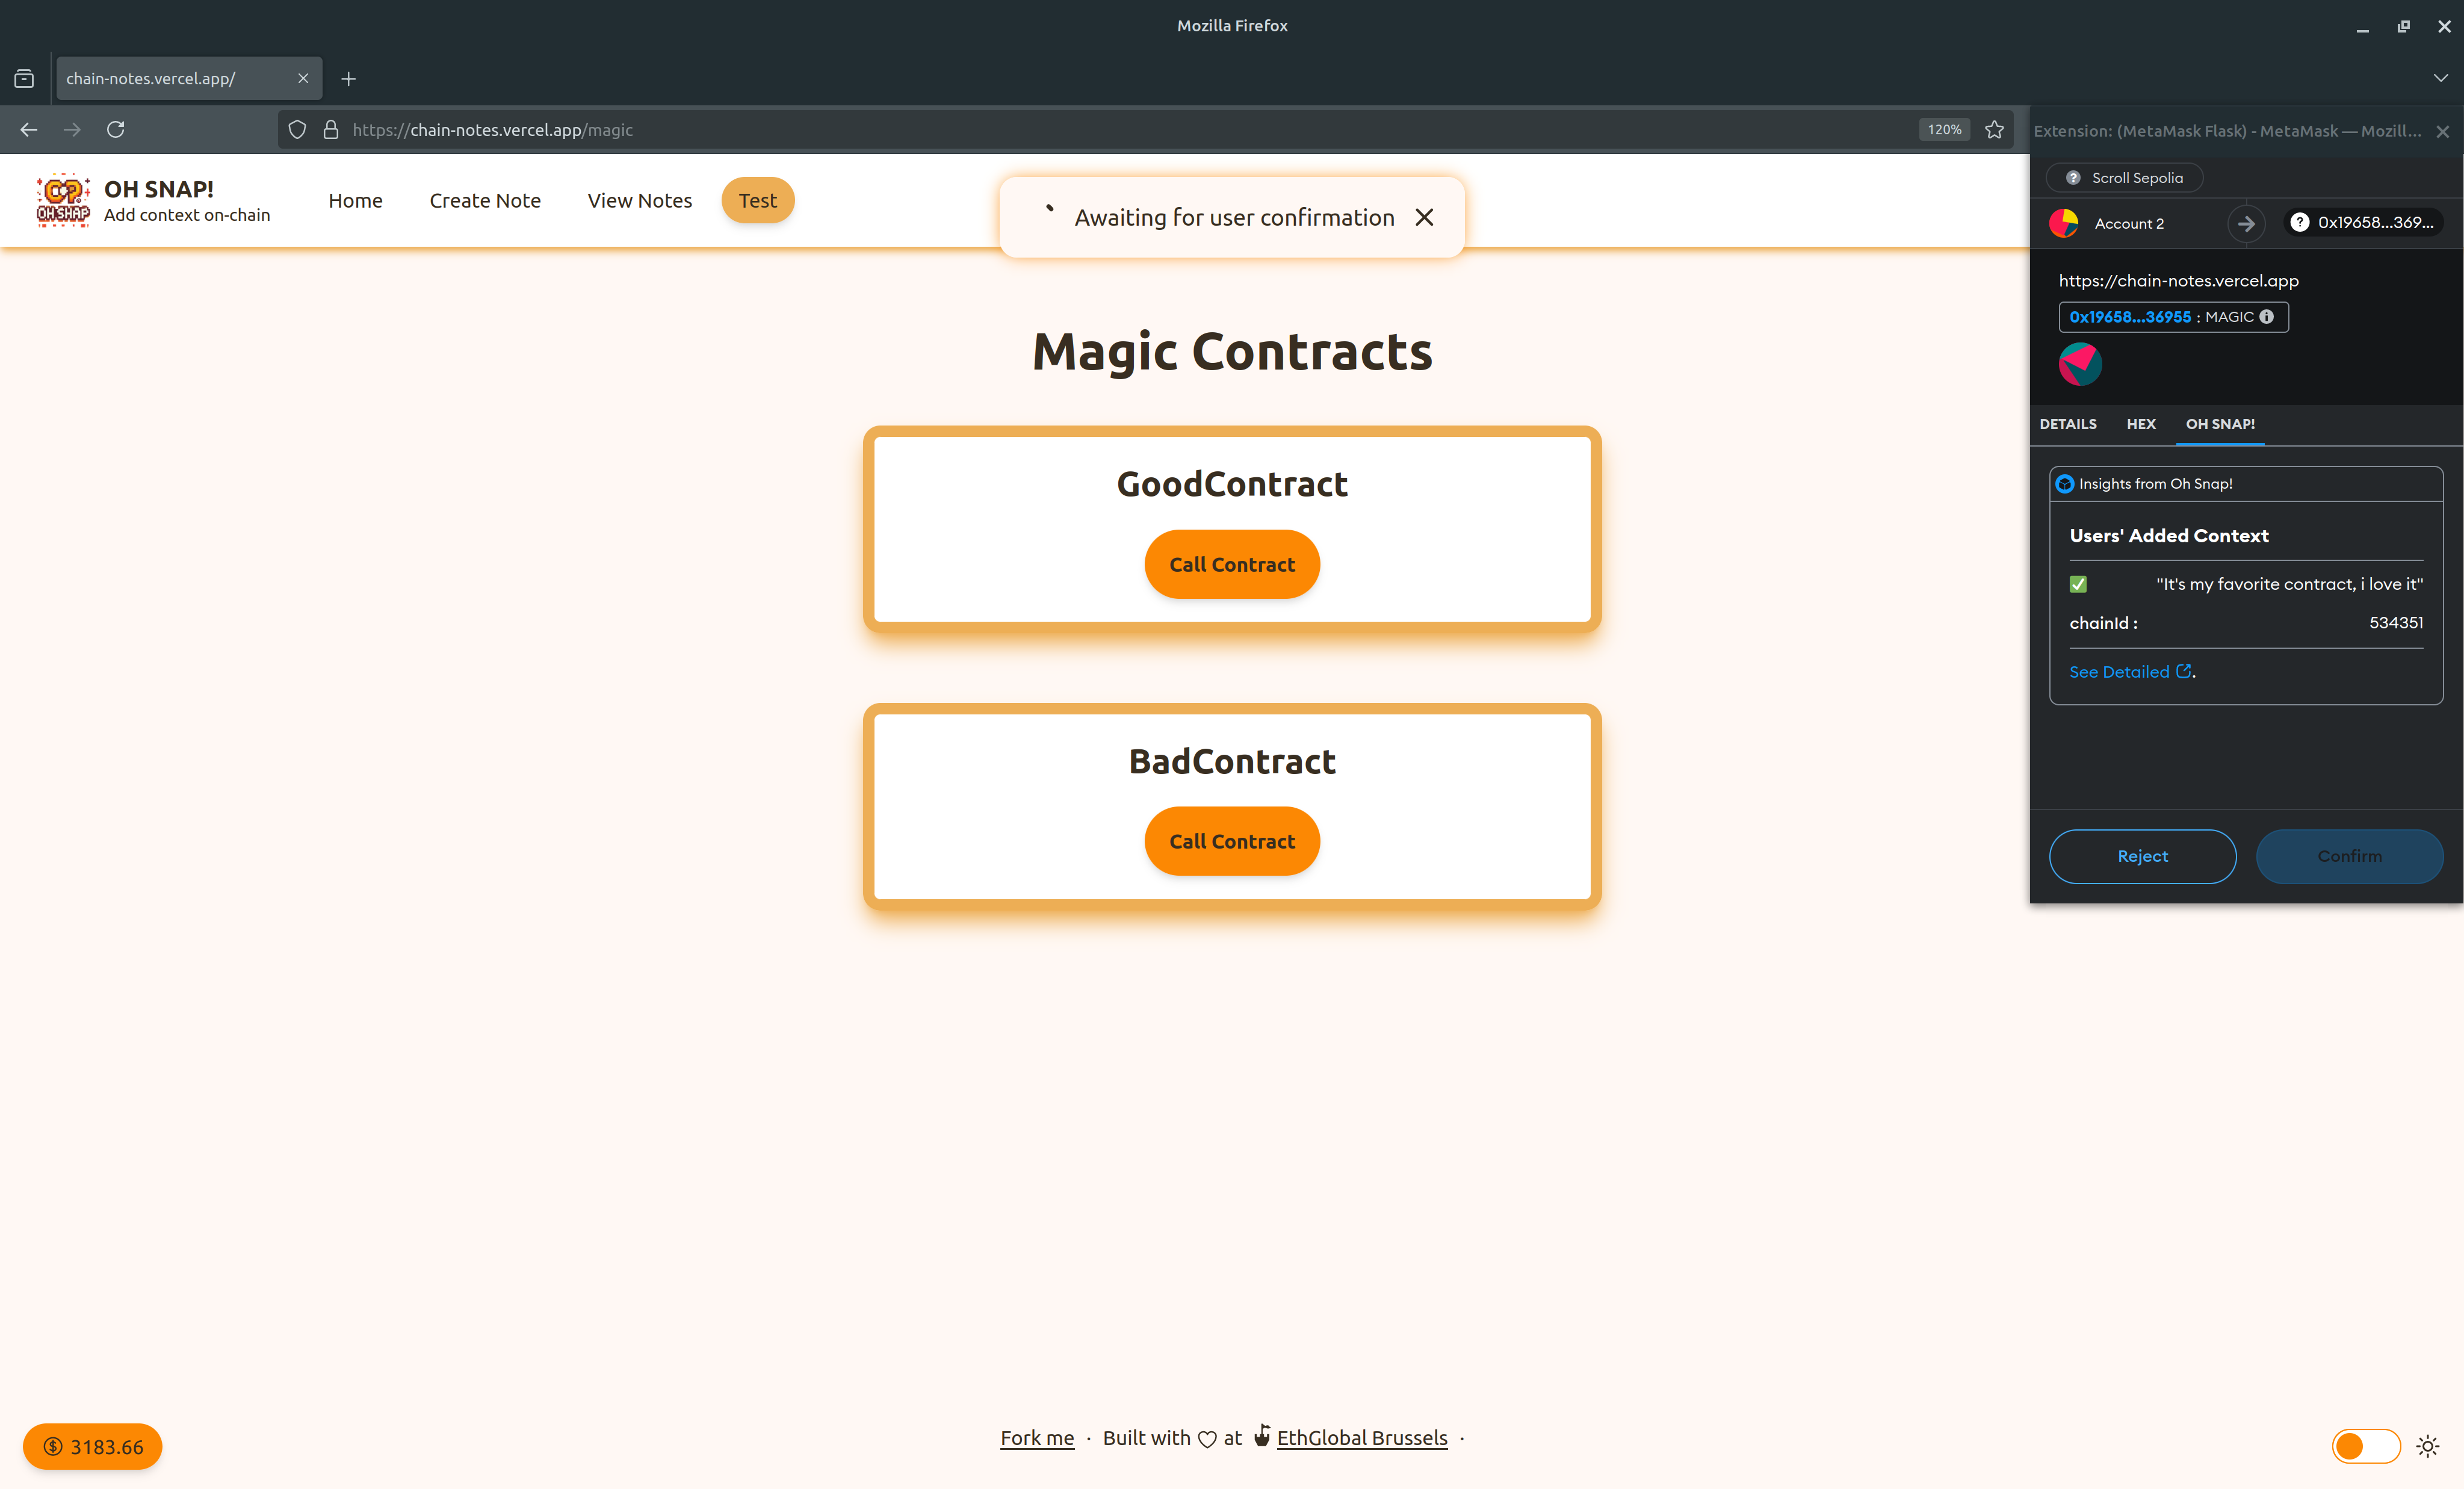 Mozilla Firefox
chain-notes.vercel.app/
https://chain-notes.vercel.app/magic
120%
Extension: (MetaMask Flask) - MetaMask — Mozill...
OH SNAP!
OH SNAP!
Add context on-chain
Home
Create Note
View Notes
Test
Awaiting for user confirmation
Magic Contracts
GoodContract
Call Contract
BadContract
Call Contract
Scroll Sepolia
Account 2
0x19658...369...
https://chain-notes.vercel.app
0x19658...36955 : MAGIC
DETAILS
HEX
OH SNAP!
Insights from Oh Snap!
Users' Added Context
✅ "It's my favorite contract, i love it"
chainId : 534351
See Detailed .
Reject
Confirm
3183.66
Fork me · Built with ♡ at EthGlobal Brussels ·